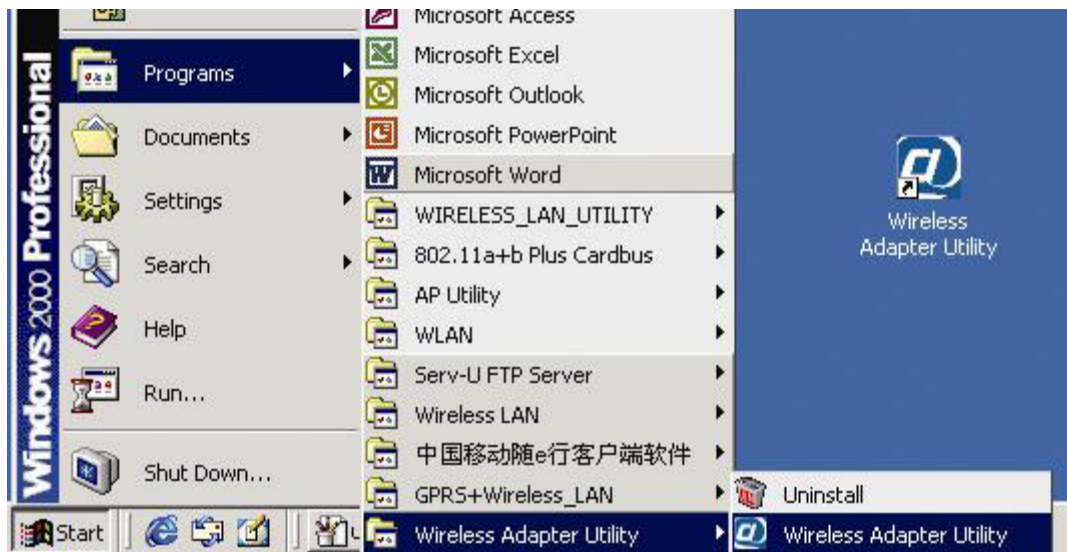 Windows 2000 Professional
Programs
Documents
Settings
Search
Help
Run...
Shut Down...
Start
Microsoft Access
Microsoft Excel
Microsoft Outlook
Microsoft PowerPoint
Microsoft Word
WIRELESS_LAN_UTILITY
802.11a+b Plus Cardbus
AP Utility
WLAN
Serv-U FTP Server
Wireless LAN
中国移动随e行客户端软件
GPRS+Wireless_LAN
Wireless Adapter Utility
Uninstall
Wireless Adapter Utility
Wireless
Adapter Utility